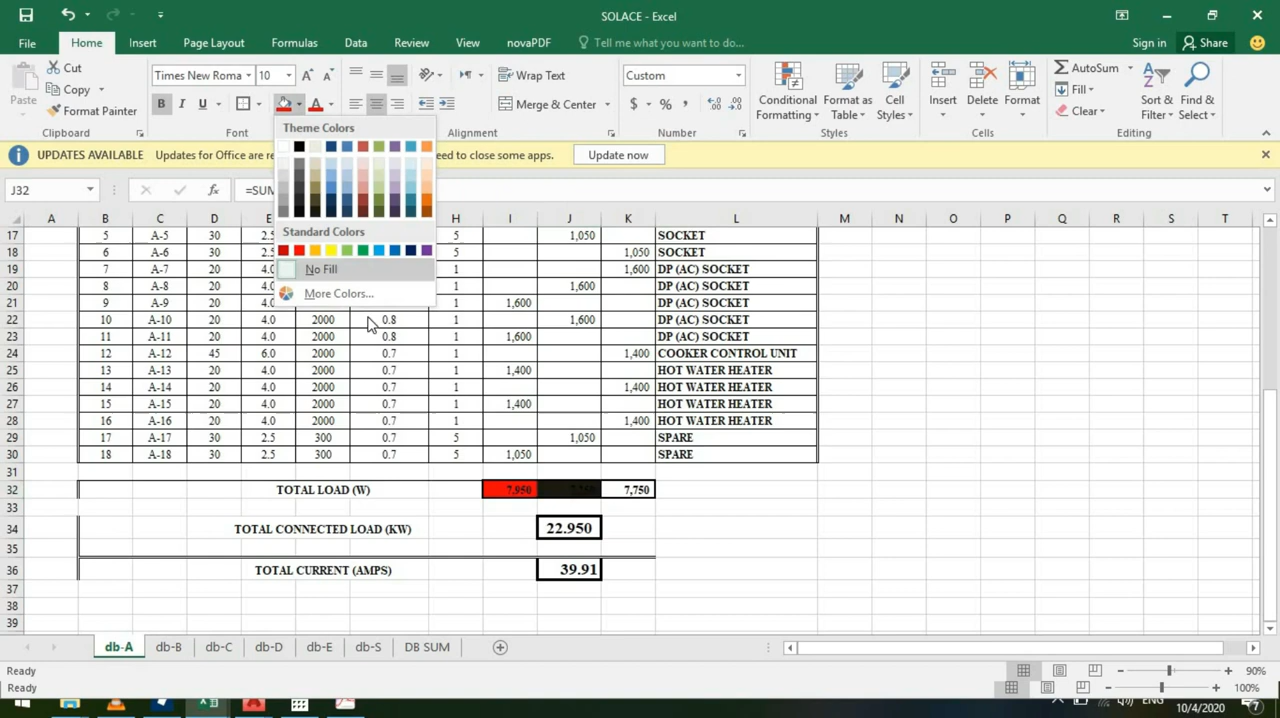 SOLACE - Excel
File Home Insert Page Layout Formulas Data Review View novaPDF Tell me what you want to do... Sign in Share
Paste Cut Copy Format Painter Clipboard
Times New Roma 10 B I U Font
Wrap Text Merge & Center Alignment
Custom $ % Number
Conditional Formatting Format as Table Cell Styles Styles
Insert Delete Format Cells
AutoSum Fill Clear Sort & Filter Find & Select Editing
UPDATES AVAILABLE Updates for Office are re need to close some apps. Update now
Theme Colors
Standard Colors
No Fill
More Colors...
J32 fx =SUM
A B C D E H I J K L M N O P Q R S T
17 5 A-5 30 2.5 5 1,050 SOCKET
18 6 A-6 30 2.5 5 1,050 SOCKET
19 7 A-7 20 4.0 1 1,600 DP (AC) SOCKET
20 8 A-8 20 4.0 1 1,600 DP (AC) SOCKET
21 9 A-9 20 4.0 1 1,600 DP (AC) SOCKET
22 10 A-10 20 4.0 2000 0.8 1 1,600 DP (AC) SOCKET
23 11 A-11 20 4.0 2000 0.8 1 1,600 DP (AC) SOCKET
24 12 A-12 45 6.0 2000 0.7 1 1,400 COOKER CONTROL UNIT
25 13 A-13 20 4.0 2000 0.7 1 1,400 HOT WATER HEATER
26 14 A-14 20 4.0 2000 0.7 1 1,400 HOT WATER HEATER
27 15 A-15 20 4.0 2000 0.7 1 1,400 HOT WATER HEATER
28 16 A-16 20 4.0 2000 0.7 1 1,400 HOT WATER HEATER
29 17 A-17 30 2.5 300 0.7 5 1,050 SPARE
30 18 A-18 30 2.5 300 0.7 5 1,050 SPARE
31
32 TOTAL LOAD (W) 7,950 7,750
33
34 TOTAL CONNECTED LOAD (KW) 22.950
35
36 TOTAL CURRENT (AMPS) 39.91
37
38
39
db-A db-B db-C db-D db-E db-S DB SUM
Ready 90%
Ready 100%
ENG
10/4/2020 7